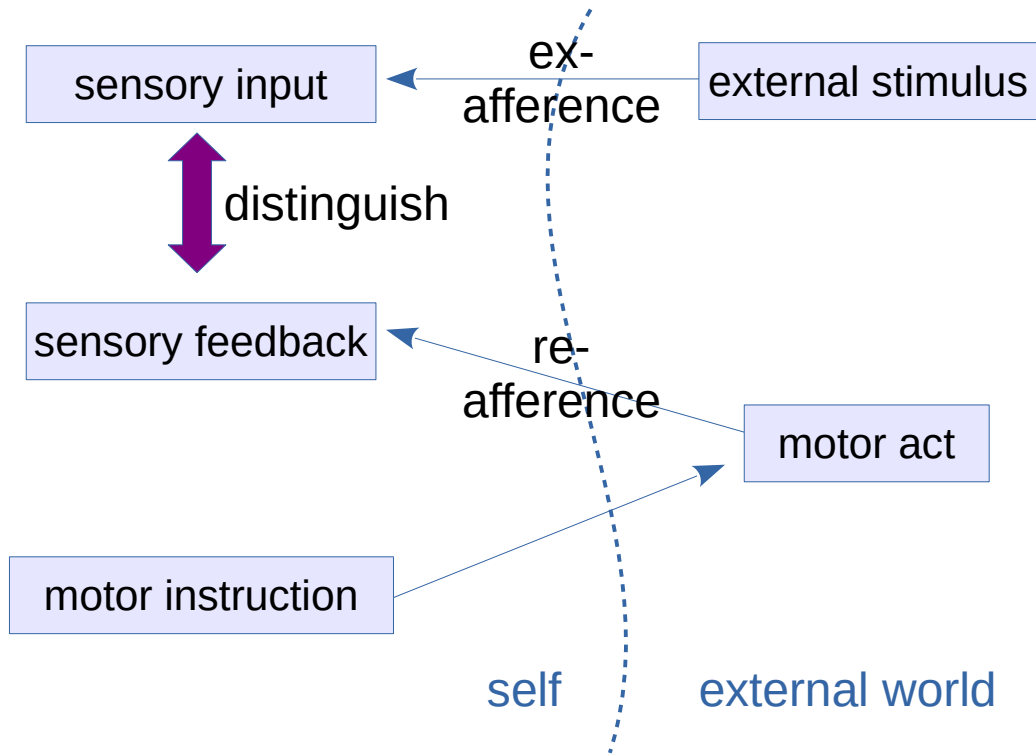 sensory input
ex-
afference
external stimulus
distinguish
sensory feedback
re-
afference
motor act
motor instruction
self
external world